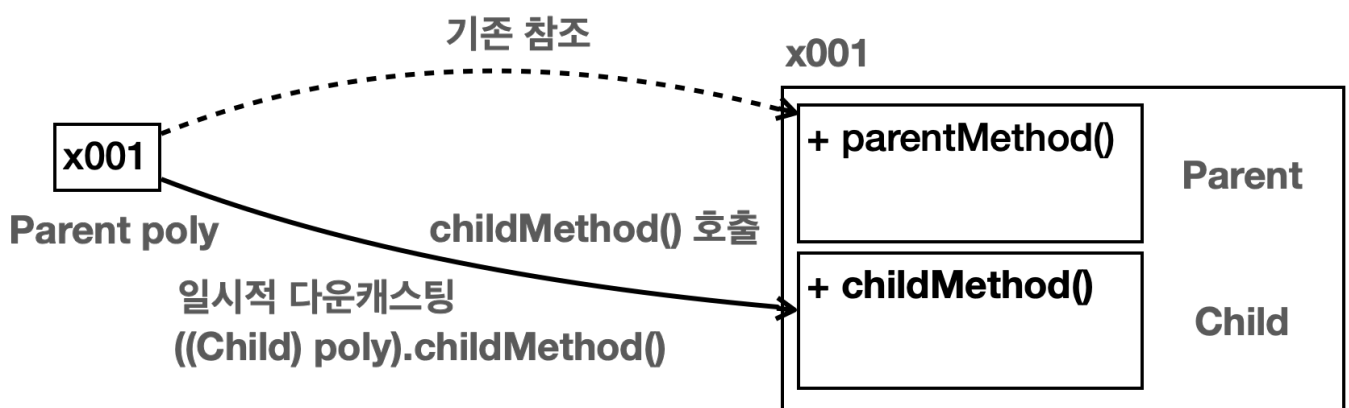 기존 참조
x001
x001
+ parentMethod()
Parent
Parent poly
childMethod() 호출
일시적 다운캐스팅
((Child) poly).childMethod()
+ childMethod()
Child